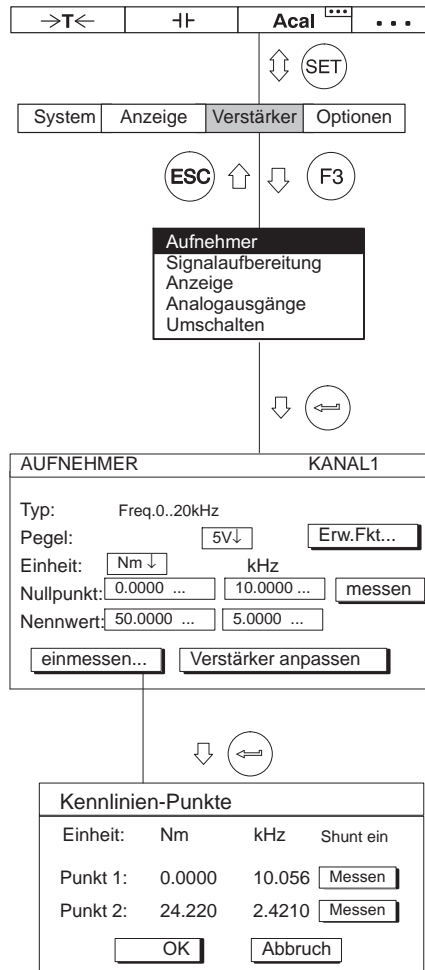 →T← ⊣⊢ Acal ...
SET
System Anzeige Verstärker Optionen
ESC F3
Aufnehmer
Signalaufbereitung
Anzeige
Analogausgänge
Umschalten
AUFNEHMER KANAL1
Typ: Freq.0..20kHz
Pegel: 5V↓ Erw.Fkt...
Einheit: Nm ↓ kHz
Nullpunkt: 0.0000 ... 10.0000 ... messen
Nennwert: 50.0000 ... 5.0000 ...
einmessen... Verstärker anpassen
Kennlinien-Punkte
Einheit: Nm kHz Shunt ein
Punkt 1: 0.0000 10.056 Messen
Punkt 2: 24.220 2.4210 Messen
OK Abbruch